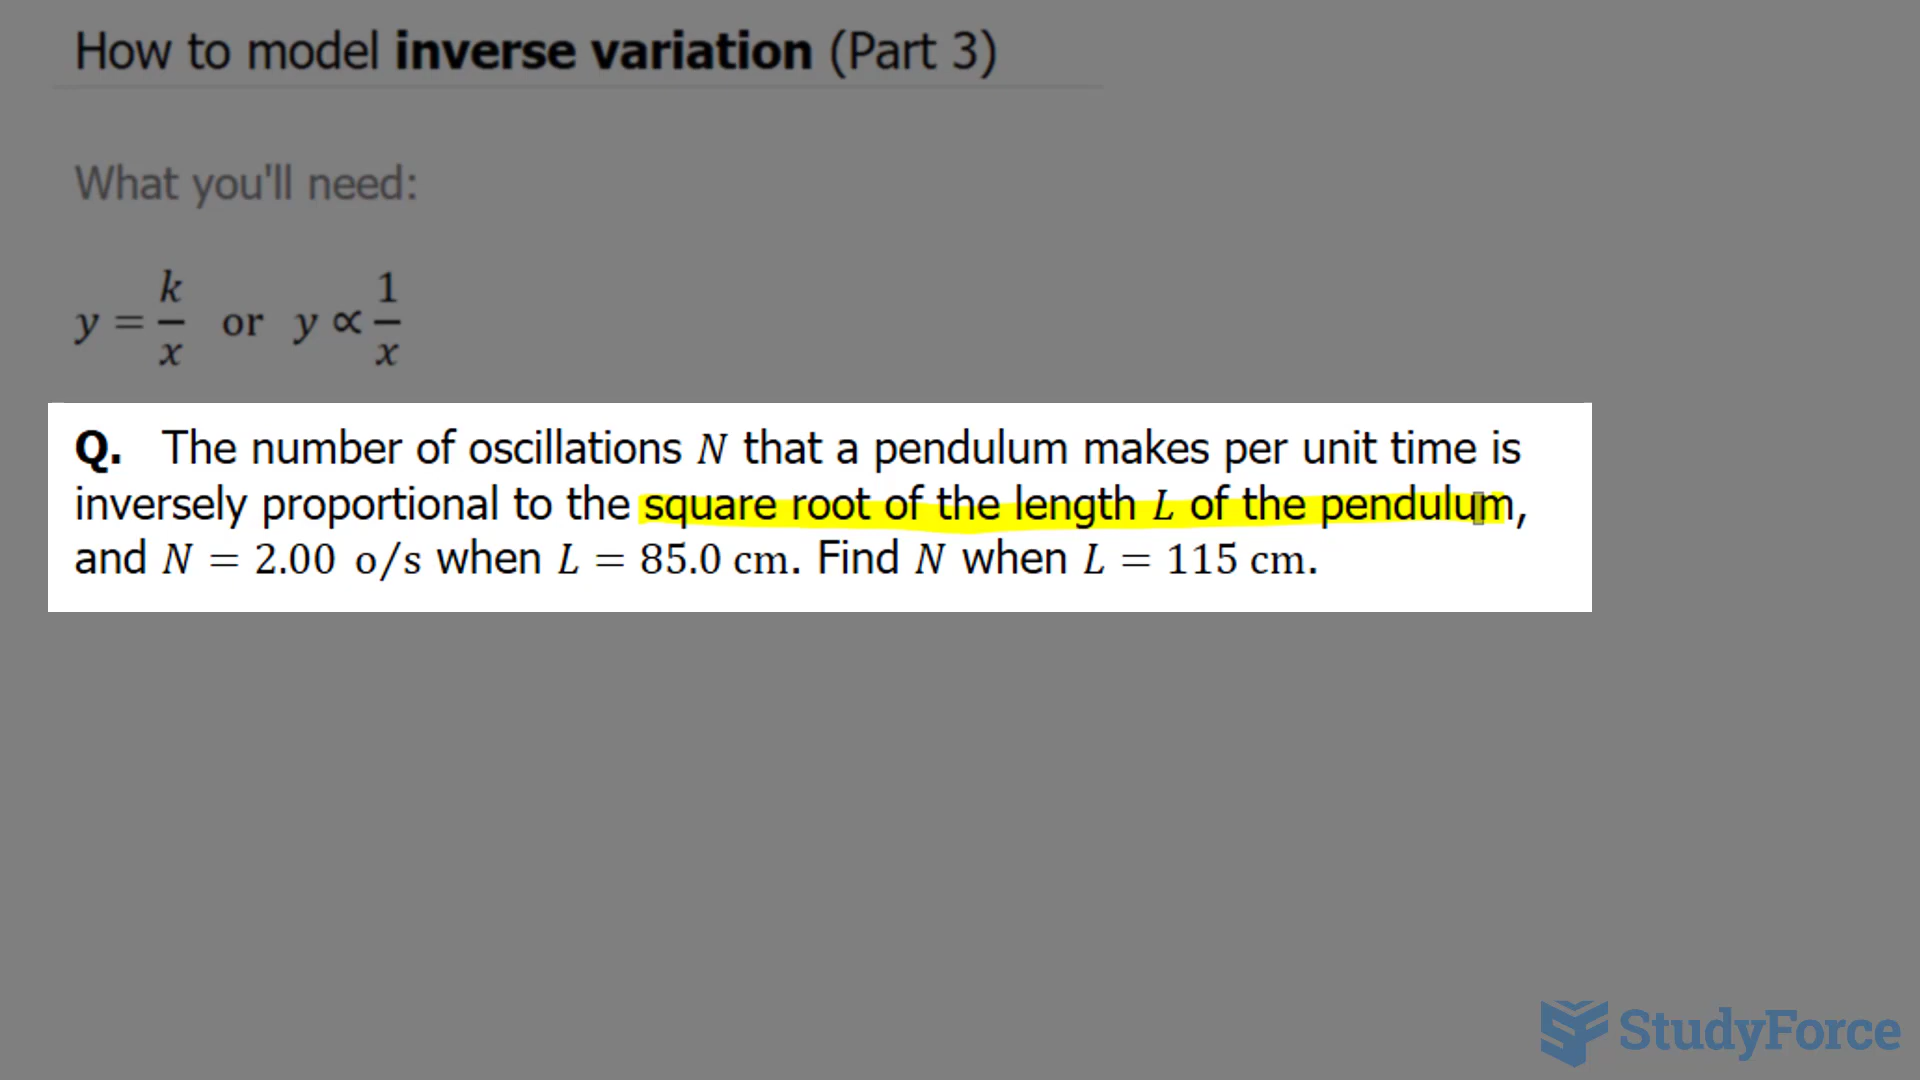 How to model inverse variation (Part 3)
What you'll need:
y = k/x or y ∝ 1/x
Q. The number of oscillations N that a pendulum makes per unit time is
inversely proportional to the square root of the length L of the pendulum,
and N = 2.00 o/s when L = 85.0 cm. Find N when L = 115 cm.
StudyForce